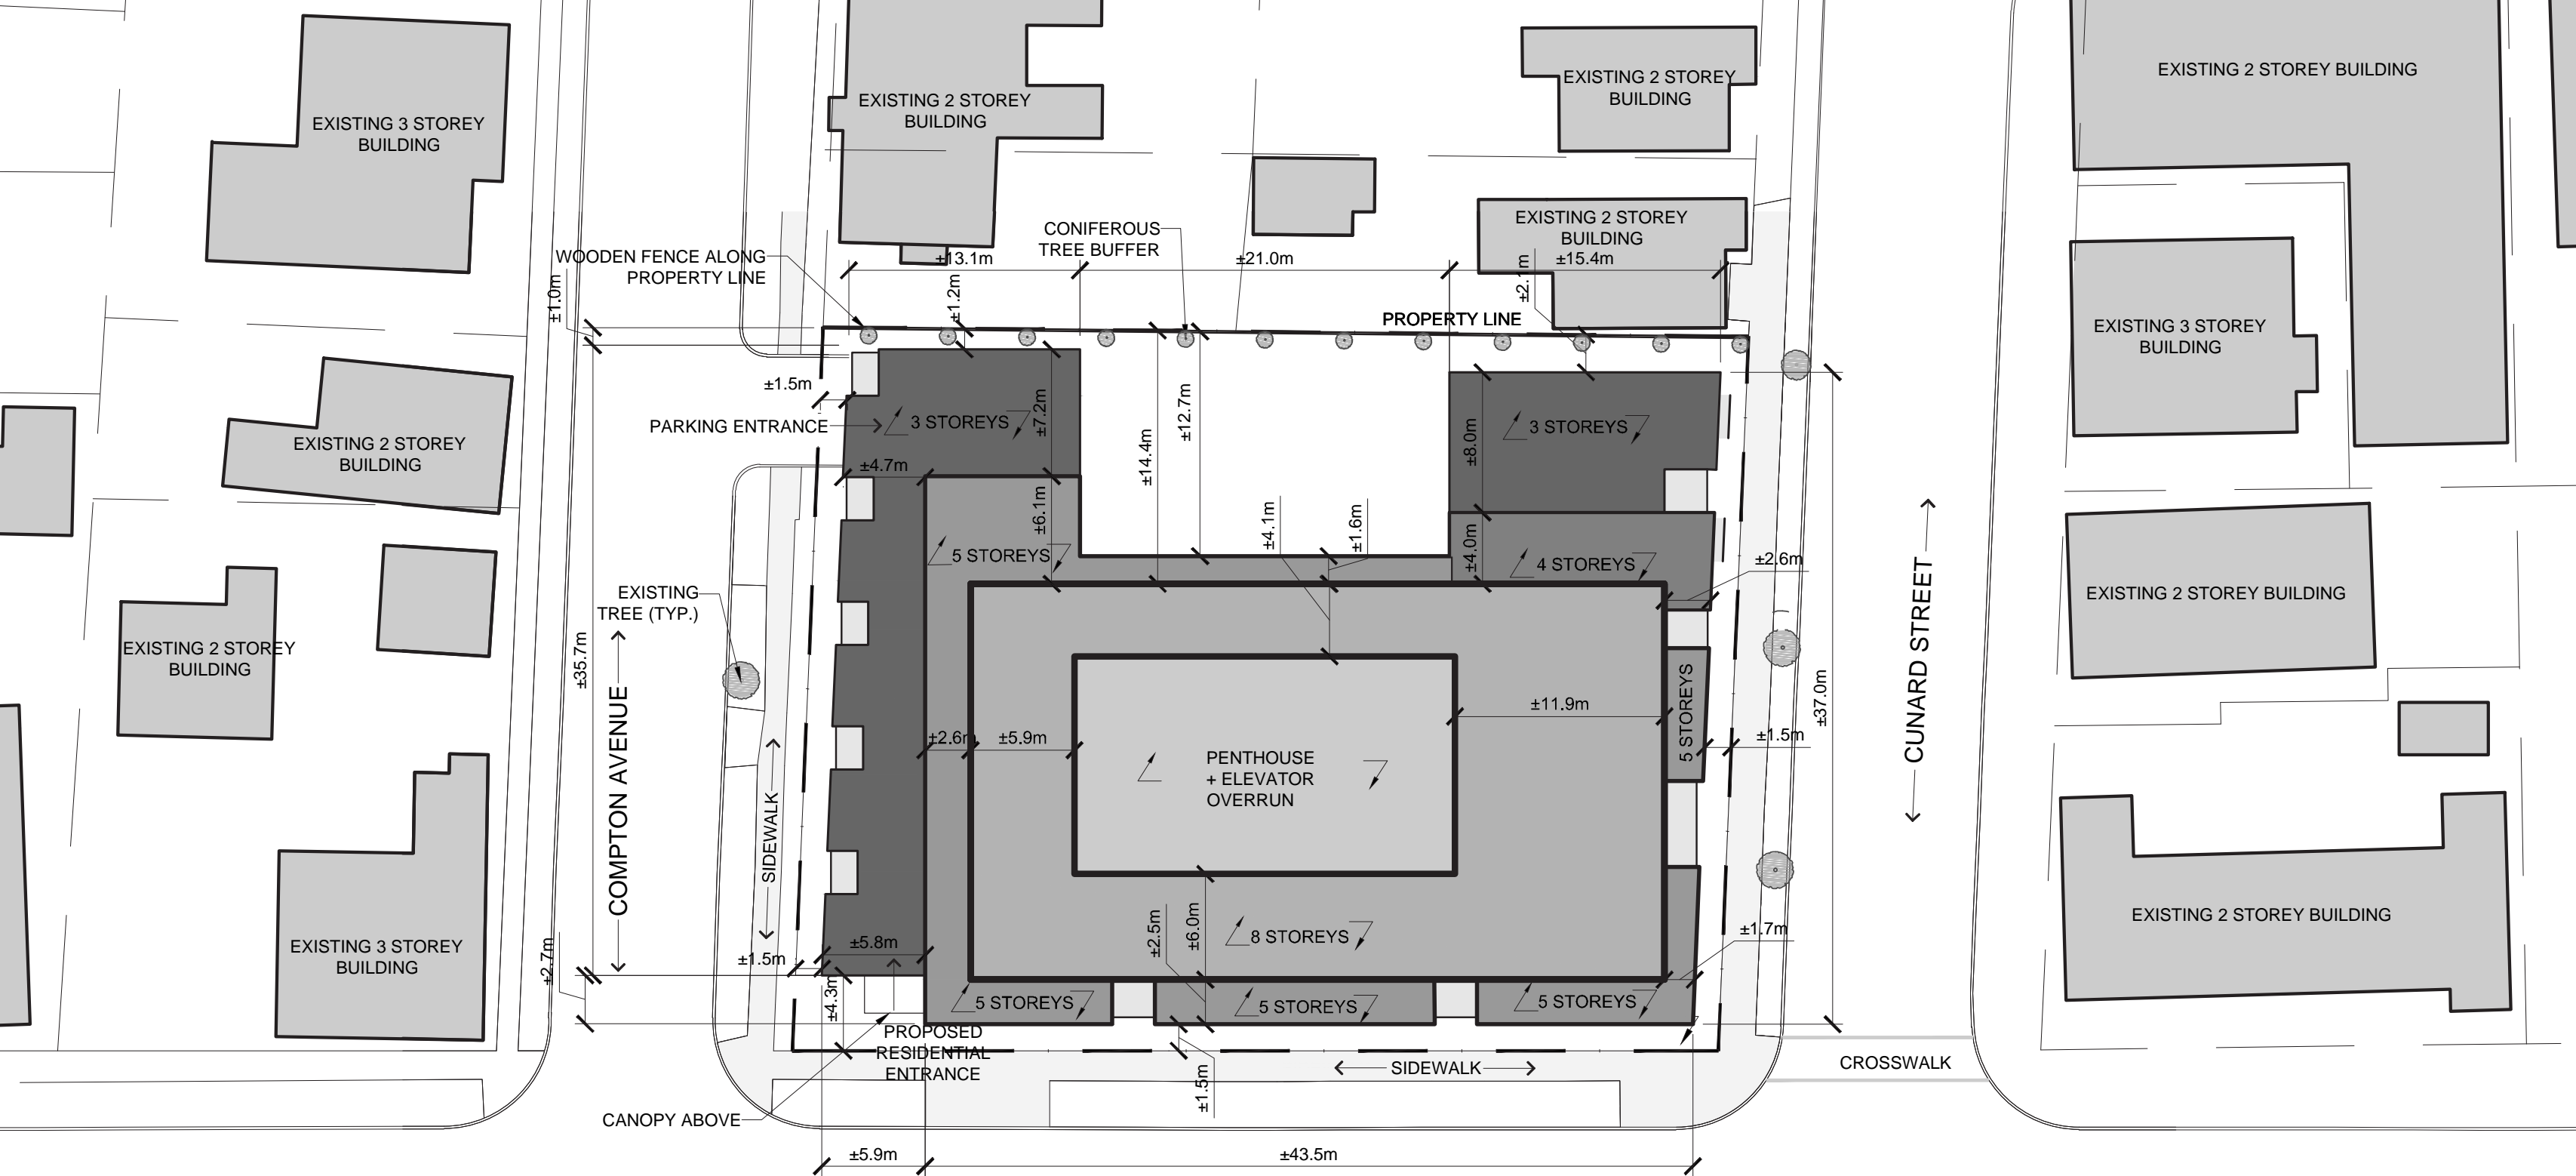 EXISTING 2 STOREY BUILDING
EXISTING 2 STOREY
BUILDING
EXISTING 2 STOREY
BUILDING
EXISTING 3 STOREY
BUILDING
EXISTING 2 STOREY
BUILDING
CONIFEROUS
TREE BUFFER
WOODEN FENCE ALONG
PROPERTY LINE
±13.1m
±21.0m
±15.4m
±1.0m
±1.2m
±2.1m
PROPERTY LINE
EXISTING 3 STOREY
BUILDING
±1.5m
PARKING ENTRANCE
3 STOREYS
±7.2m
±14.4m
±12.7m
±8.0m
3 STOREYS
EXISTING 2 STOREY
BUILDING
±4.7m
±6.1m
±4.1m
±1.6m
±4.0m
5 STOREYS
4 STOREYS
±2.6m
EXISTING
TREE (TYP.)
EXISTING 2 STOREY BUILDING
EXISTING 2 STOREY
BUILDING
±35.7m
COMPTON AVENUE
CUNARD STREET
±37.0m
5 STOREYS
±11.9m
±2.6m
±5.9m
±1.5m
PENTHOUSE
+ ELEVATOR
OVERRUN
SIDEWALK
±2.5m
±6.0m
8 STOREYS
±1.7m
EXISTING 2 STOREY BUILDING
EXISTING 3 STOREY
BUILDING
±2.7m
±5.8m
±1.5m
±4.3m
5 STOREYS
5 STOREYS
5 STOREYS
PROPOSED
RESIDENTIAL
ENTRANCE
±1.5m
SIDEWALK
CROSSWALK
CANOPY ABOVE
±5.9m
±43.5m